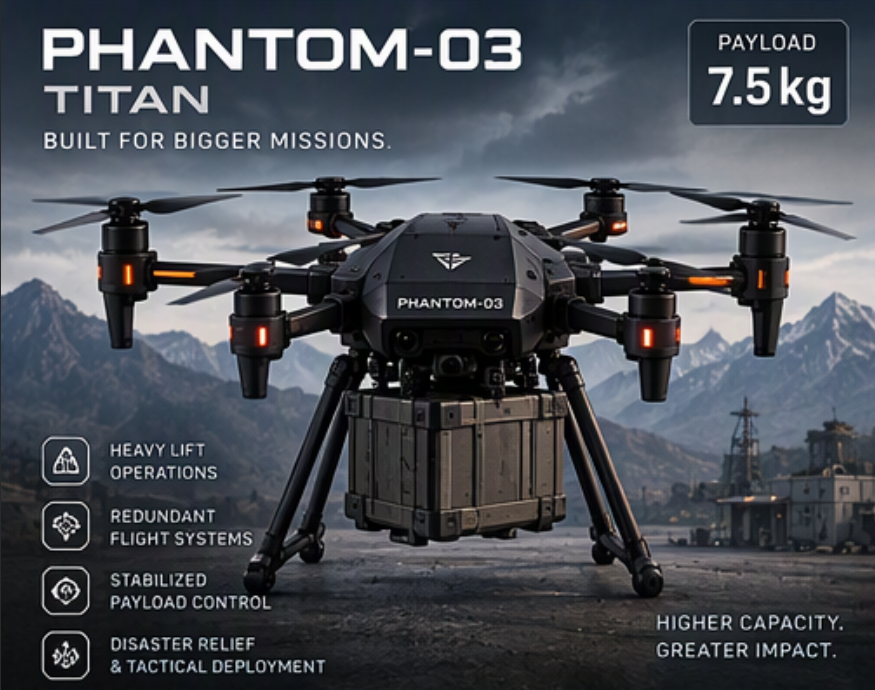 PHANTOM-03
TITAN
BUILT FOR BIGGER MISSIONS.
PAYLOAD
7.5 kg
PHANTOM-03
HEAVY LIFT
OPERATIONS
REDUNDANT
FLIGHT SYSTEMS
STABILIZED
PAYLOAD CONTROL
DISASTER RELIEF
& TACTICAL DEPLOYMENT
HIGHER CAPACITY.
GREATER IMPACT.